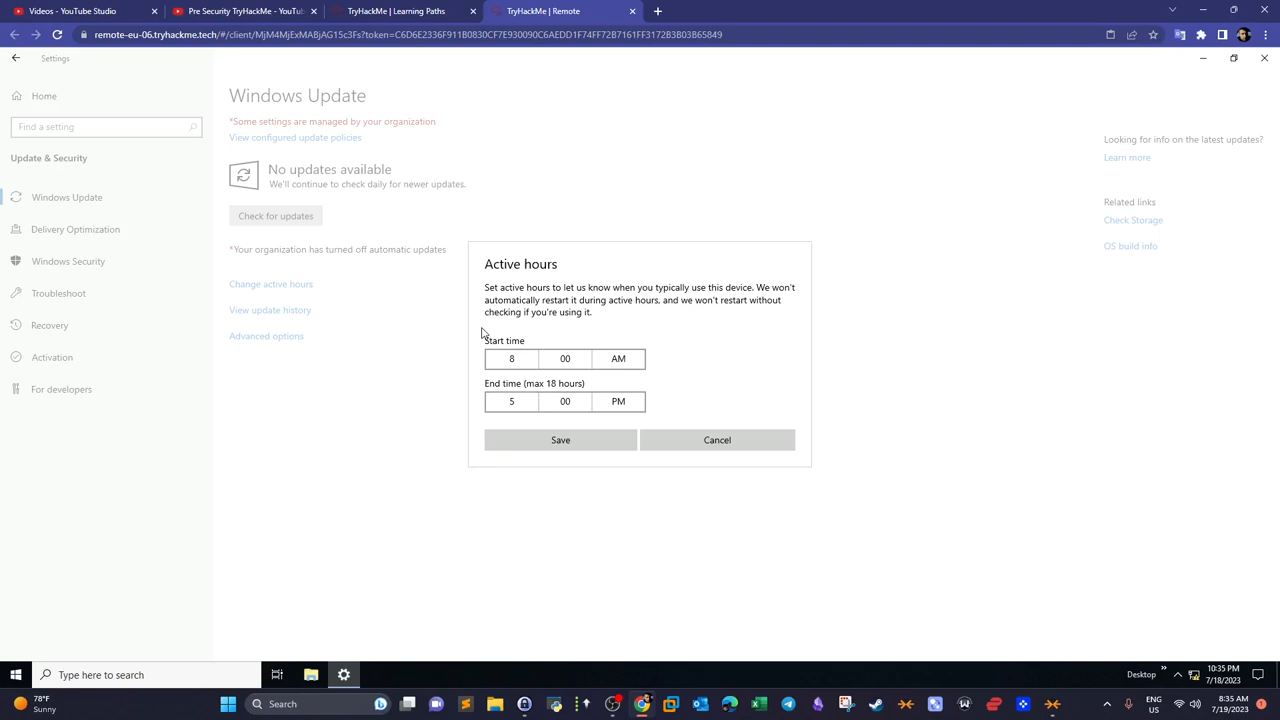 Videos - YouTube Studio
Pre Security - YouTube Studio
TryHackMe | Learning Paths
TryHackMe | Remote
remote-eu-06.tryhackme.tech/#/client/MjM4MjExMABjAG15c3Fs?token=C6D6E2336F911B0830CF7E930090C6AEDD1F74FF72B7161FF3172B3B03B65849
Settings
Home
Find a setting
Update & Security
Windows Update
Delivery Optimization
Windows Security
Troubleshoot
Recovery
Activation
For developers
Windows Update
*Some settings are managed by your organization
View configured update policies
No updates available
We'll continue to check daily for newer updates.
Check for updates
*Your organization has turned off automatic updates
Change active hours
View update history
Advanced options
Active hours
Set active hours to let us know when you typically use this device. We won't
automatically restart it during active hours, and we won't restart without
checking if you're using it.
Start time
8 00 AM
End time (max 18 hours)
5 00 PM
Save Cancel
Looking for info on the latest updates?
Learn more
Related links
Check Storage
OS build info
Type here to search
Desktop
10:35 PM
7/18/2023
78°F
Sunny
Search
ENG
US
8:35 AM
7/19/2023